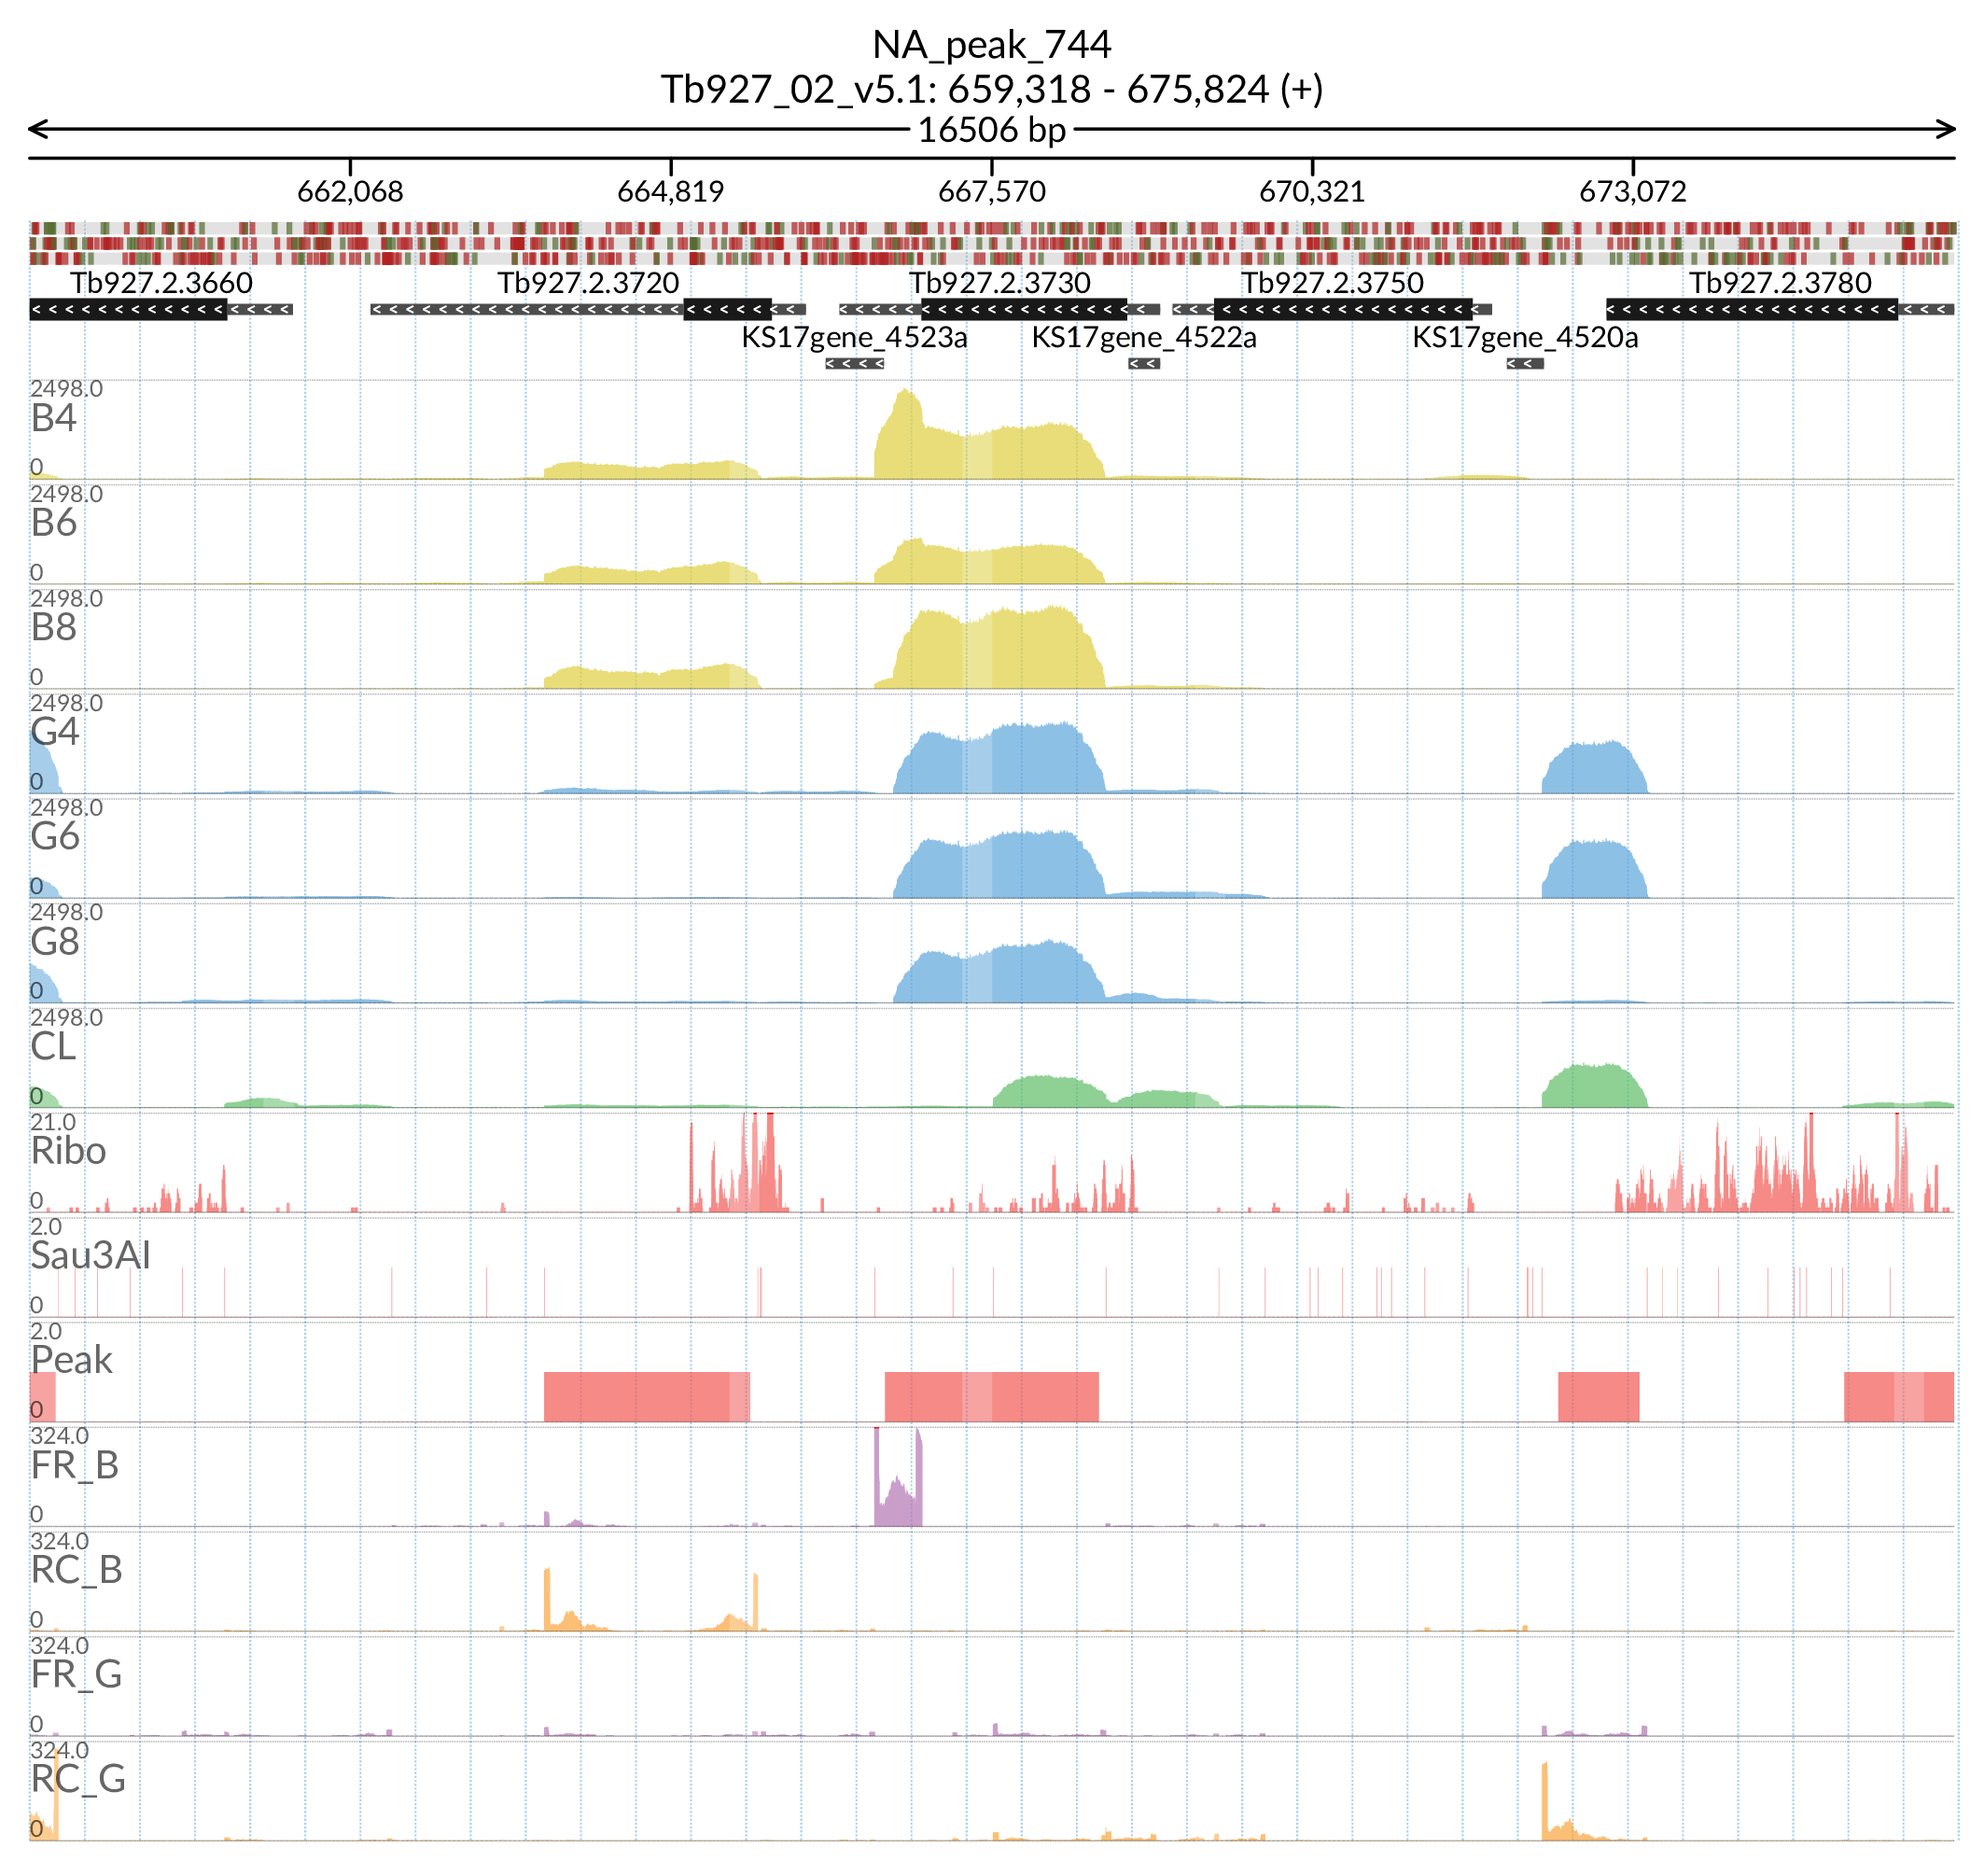 NA_peak_744
Tb927_02_v5.1: 659,318 - 675,824 (+)
16506 bp
662,068 664,819 667,570 670,321 673,072
Tb927.2.3660 Tb927.2.3720 Tb927.2.3730 Tb927.2.3750 Tb927.2.3780
KS17gene_4523a KS17gene_4522a KS17gene_4520a
2498.0
B4
0
2498.0
B6
0
2498.0
B8
0
2498.0
G4
0
2498.0
G6
0
2498.0
G8
0
2498.0
CL
0
21.0
Ribo
0
2.0
Sau3AI
0
2.0
Peak
0
324.0
FR_B
0
324.0
RC_B
0
324.0
FR_G
0
324.0
RC_G
0